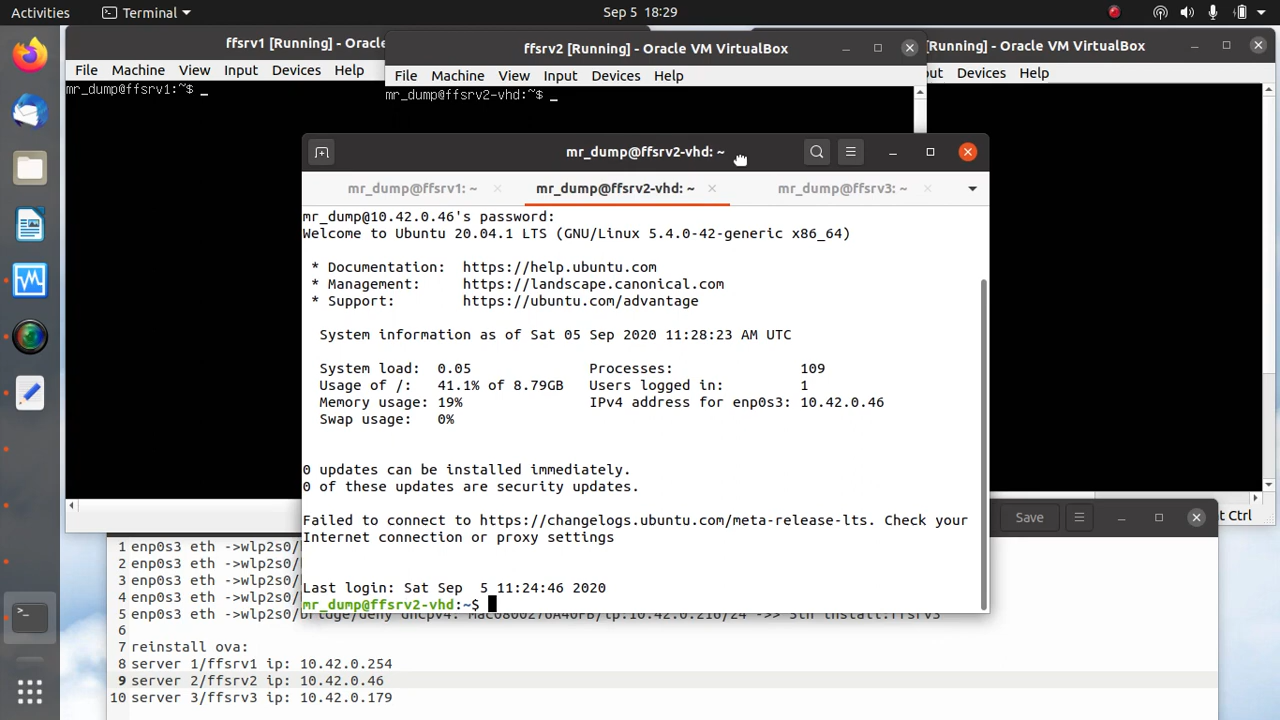 Activities
Terminal
Sep 5 18:29
ffsrv1 [Running] - Oracle
File Machine View Input Devices Help
mr_dump@ffsrv1:~$ _
ffsrv2 [Running] - Oracle VM VirtualBox
File Machine View Input Devices Help
mr_dump@ffsrv2-vhd:~$ _
[Running] - Oracle VM VirtualBox
Devices Help
mr_dump@ffsrv2-vhd: ~
mr_dump@ffsrv1: ~
mr_dump@ffsrv2-vhd: ~
mr_dump@ffsrv3: ~
mr_dump@10.42.0.46's password:
Welcome to Ubuntu 20.04.1 LTS (GNU/Linux 5.4.0-42-generic x86_64)
* Documentation: https://help.ubuntu.com
* Management: https://landscape.canonical.com
* Support: https://ubuntu.com/advantage
System information as of Sat 05 Sep 2020 11:28:23 AM UTC
System load: 0.05 Processes: 109
Usage of /: 41.1% of 8.79GB Users logged in: 1
Memory usage: 19% IPv4 address for enp0s3: 10.42.0.46
Swap usage: 0%
0 updates can be installed immediately.
0 of these updates are security updates.
Failed to connect to https://changelogs.ubuntu.com/meta-release-lts. Check your
Internet connection or proxy settings
Last login: Sat Sep 5 11:24:46 2020
mr_dump@ffsrv2-vhd:~$
Save
t Ctrl
1 enp0s3 eth ->wlp2s0/
2 enp0s3 eth ->wlp2s0/
3 enp0s3 eth ->wlp2s0/
4 enp0s3 eth ->wlp2s0/
5 enp0s3 eth ->wlp2s0/
6
7 reinstall ova:
8 server 1/ffsrv1 ip: 10.42.0.254
9 server 2/ffsrv2 ip: 10.42.0.46
10 server 3/ffsrv3 ip: 10.42.0.179